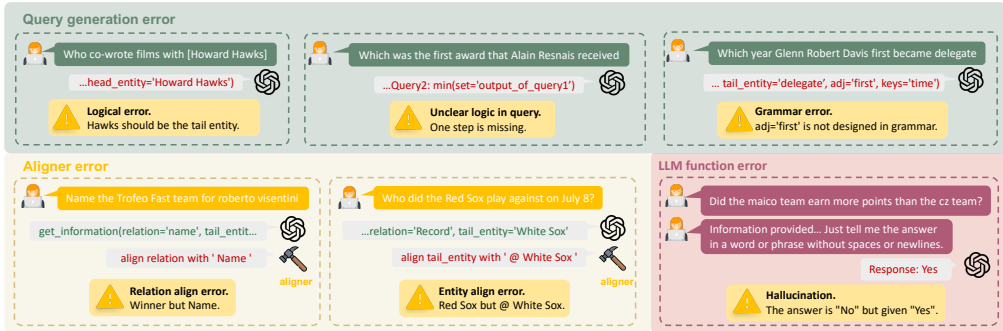 Query generation error
Who co-wrote films with [Howard Hawks]
...head_entity='Howard Hawks')
Logical error.
Hawks should be the tail entity.
Which was the first award that Alain Resnais received
...Query2: min(set='output_of_query1')
Unclear logic in query.
One step is missing.
Which year Glenn Robert Davis first became delegate
... tail_entity='delegate', adj='first', keys='time')
Grammar error.
adj='first' is not designed in grammar.
Aligner error
Name the Trofeo Fast team for roberto visentini
get_information(relation='name', tail_entit...
align relation with ' Name '
aligner
Relation align error.
Winner but Name.
Who did the Red Sox play against on July 8?
...relation='Record', tail_entity='White Sox'
align tail_entity with ' @ White Sox '
aligner
Entity align error.
Red Sox but @ White Sox.
LLM function error
Did the maico team earn more points than the cz team?
Information provided... Just tell me the answer
in a word or phrase without spaces or newlines.
Response: Yes
Hallucination.
The answer is "No" but given "Yes".